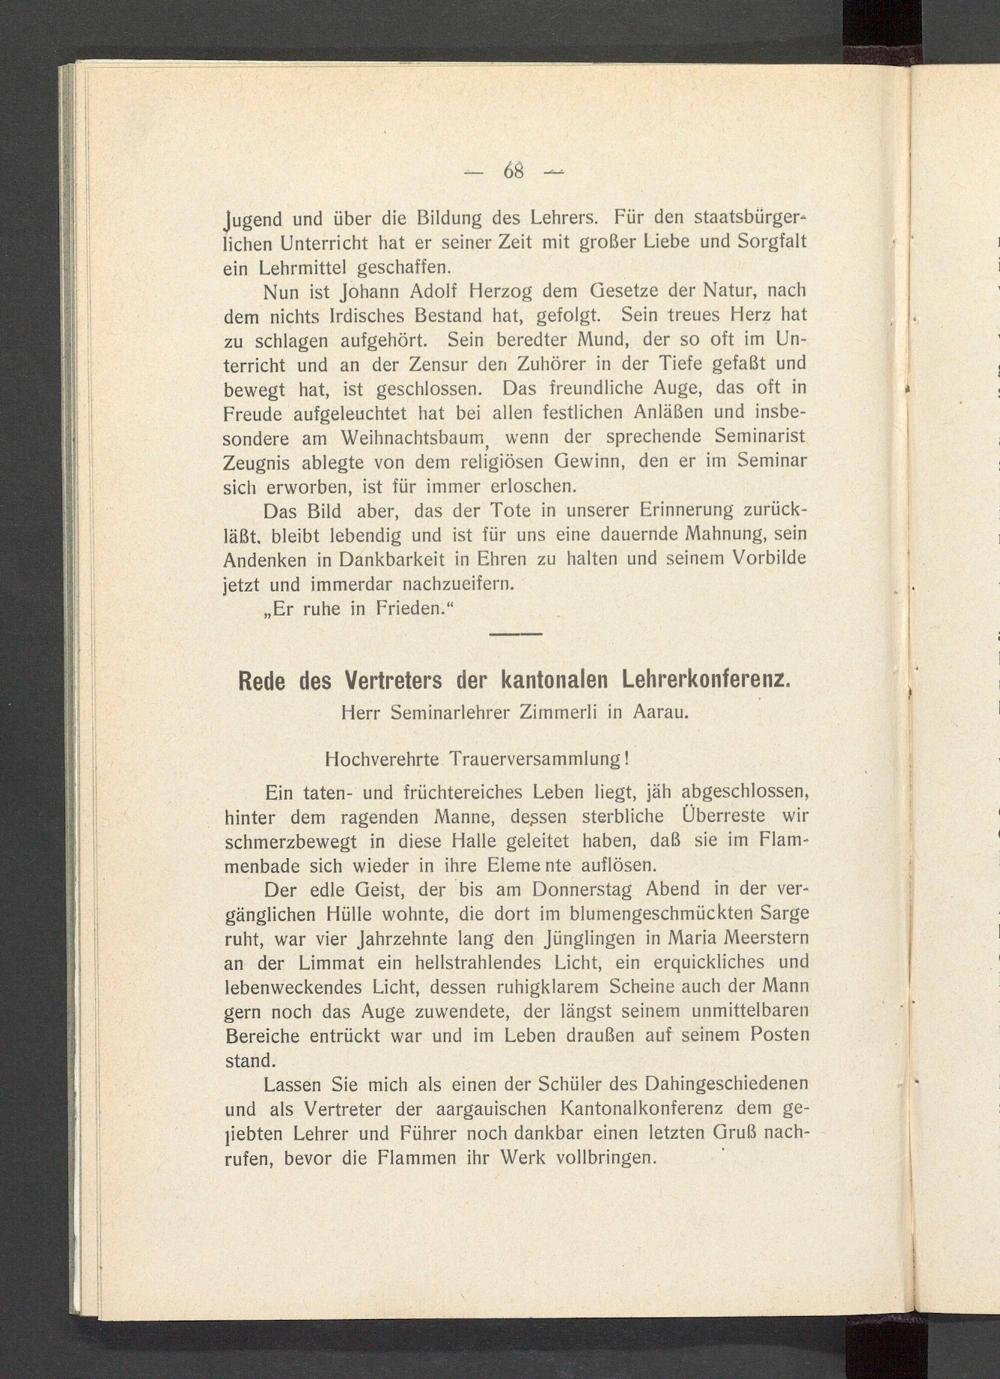 — 68 —
Jugend und über die Bildung des Lehrers. Für den staatsbürger-
lichen Unterricht hat er seiner Zeit mit großer Liebe und Sorgfalt
ein Lehrmittel geschaffen.
Nun ist Johann Adolf Herzog dem Gesetze der Natur, nach
dem nichts Irdisches Bestand hat, gefolgt. Sein treues Herz hat
zu schlagen aufgehört. Sein beredter Mund, der so oft im Un-
terricht und an der Zensur den Zuhörer in der Tiefe gefaßt und
bewegt hat, ist geschlossen. Das freundliche Auge, das oft in
Freude aufgeleuchtet hat bei allen festlichen Anläßen und insbe-
sondere am Weihnachtsbaum, wenn der sprechende Seminarist
Zeugnis ablegte von dem religiösen Gewinn, den er im Seminar
sich erworben, ist für immer erloschen.
Das Bild aber, das der Tote in unserer Erinnerung zurück-
läßt. bleibt lebendig und ist für uns eine dauernde Mahnung, sein
Andenken in Dankbarkeit in Ehren zu halten und seinem Vorbilde
jetzt und immerdar nachzueifern.
„Er ruhe in Frieden.“
Rede des Vertreters der kantonalen Lehrerkonferenz.
Herr Seminarlehrer Zimmerli in Aarau.
Hochverehrte Trauerversammlung!
Ein taten- und früchtereiches Leben liegt, jäh abgeschlossen,
hinter dem ragenden Manne, dessen sterbliche Überreste wir
schmerzbewegt in diese Halle geleitet haben, daß sie im Flam-
menbade sich wieder in ihre Eleme nte auflösen.
Der edle Geist, der bis am Donnerstag Abend in der ver-
gänglichen Hülle wohnte, die dort im blumengeschmückten Sarge
ruht, war vier Jahrzehnte lang den Jünglingen in Maria Meerstern
an der Limmat ein hellstrahlendes Licht, ein erquickliches und
lebenweckendes Licht, dessen ruhigklarem Scheine auch der Mann
gern noch das Auge zuwendete, der längst seinem unmittelbaren
Bereiche entrückt war und im Leben draußen auf seinem Posten
stand.
Lassen Sie mich als einen der Schüler des Dahingeschiedenen
und als Vertreter der aargauischen Kantonalkonferenz dem ge-
liebten Lehrer und Führer noch dankbar einen letzten Gruß nach-
rufen, bevor die Flammen ihr Werk vollbringen.